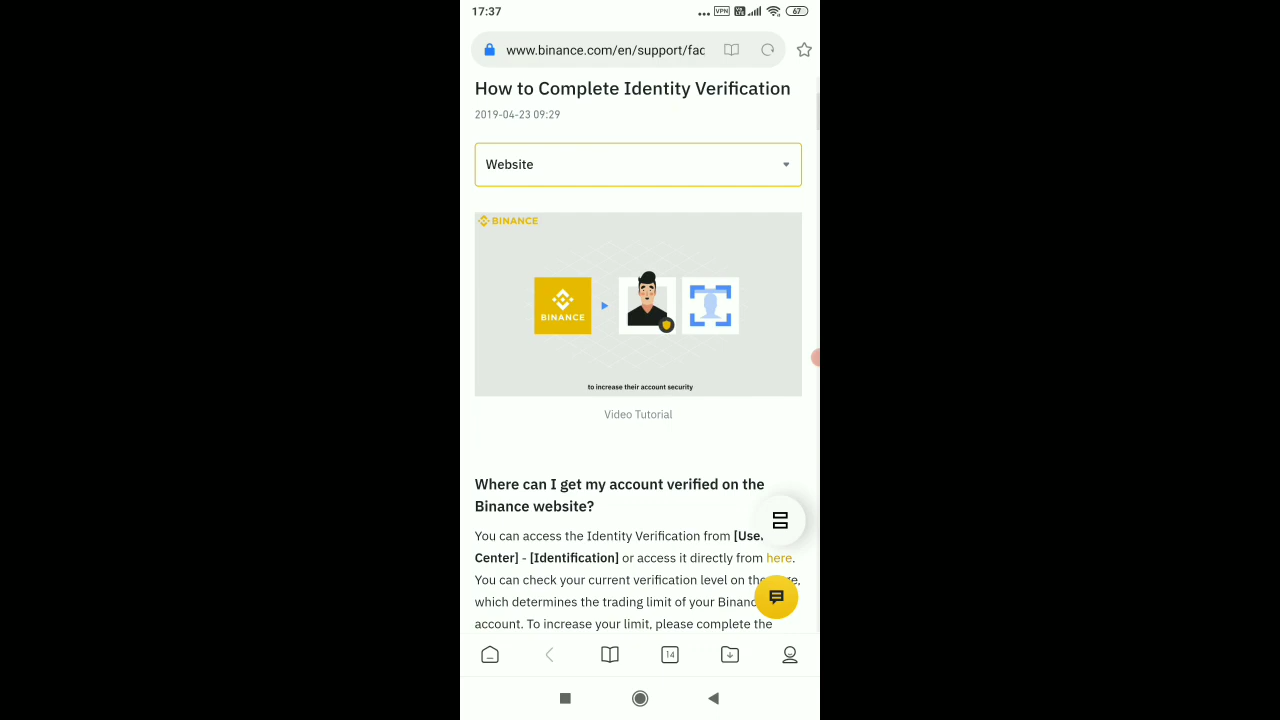 17:37
VPN
67
www.binance.com/en/support/fac
How to Complete Identity Verification
2019-04-23 09:29
Website
BINANCE
BINANCE
to increase their account security
Video Tutorial
Where can I get my account verified on the
Binance website?
You can access the Identity Verification from [Use
Center] - [Identification] or access it directly from here.
You can check your current verification level on the e,
which determines the trading limit of your Binanc
account. To increase your limit, please complete the
14